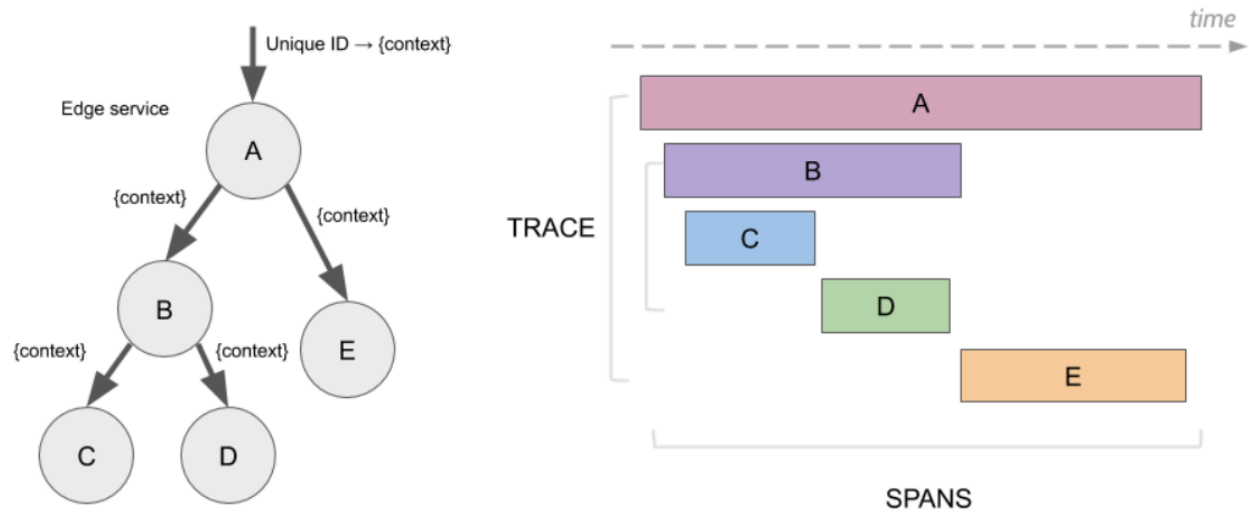 Unique ID → {context}
Edge service
A
{context}
{context}
B
E
{context}
{context}
C
D
time
A
B
C
TRACE
D
E
SPANS